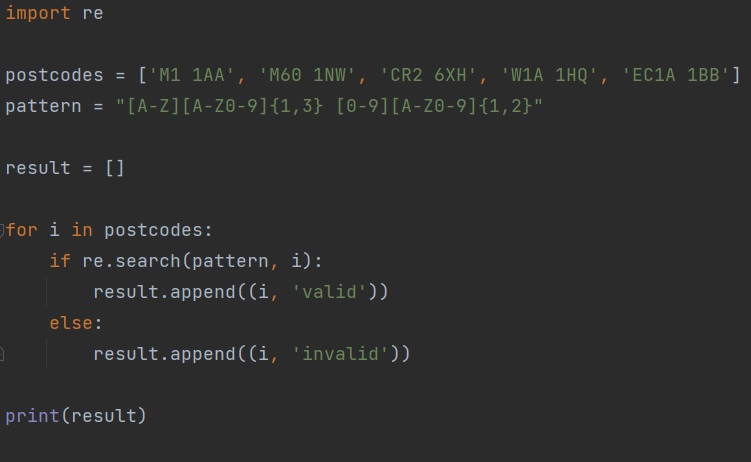 import re
postcodes = ['M1 1AA', 'M60 1NW', 'CR2 6XH', 'W1A 1HQ', 'EC1A 1BB']
pattern = "[A-Z][A-Z0-9]{1,3} [0-9][A-Z0-9]{1,2}"
result = []
for i in postcodes:
    if re.search(pattern, i):
        result.append((i, 'valid'))
    else:
        result.append((i, 'invalid'))
print(result)